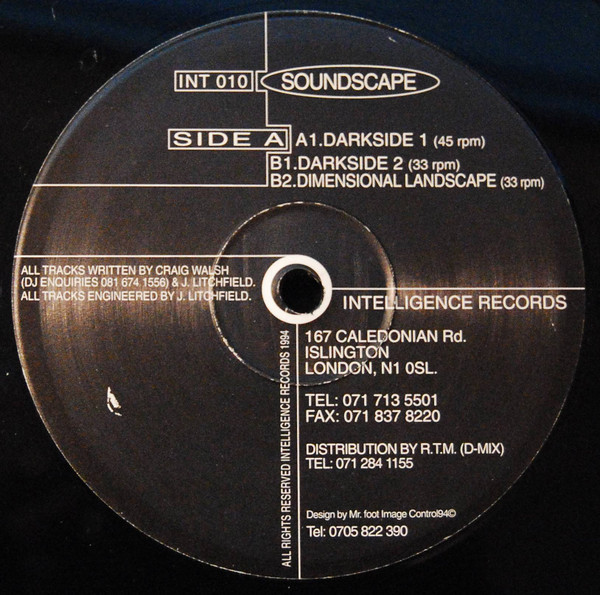 INT 010 SOUNDSCAPE
SIDE A A1.DARKSIDE 1 (45 rpm)
B1.DARKSIDE 2 (33 rpm)
B2.DIMENSIONAL LANDSCAPE (33 rpm)
ALL TRACKS WRITTEN BY CRAIG WALSH
(DJ ENQUIRIES 081 674 1556) & J. LITCHFIELD.
ALL TRACKS ENGINEERED BY J. LITCHFIELD.
INTELLIGENCE RECORDS
167 CALEDONIAN Rd.
ISLINGTON
LONDON, N1 0SL.
TEL: 071 713 5501
FAX: 071 837 8220
DISTRIBUTION BY R.T.M. (D-MIX)
TEL: 071 284 1155
Design by Mr. foot Image Control94©
Tel: 0705 822 390
ALL RIGHTS RESERVED INTELLIGENCE RECORDS 1994